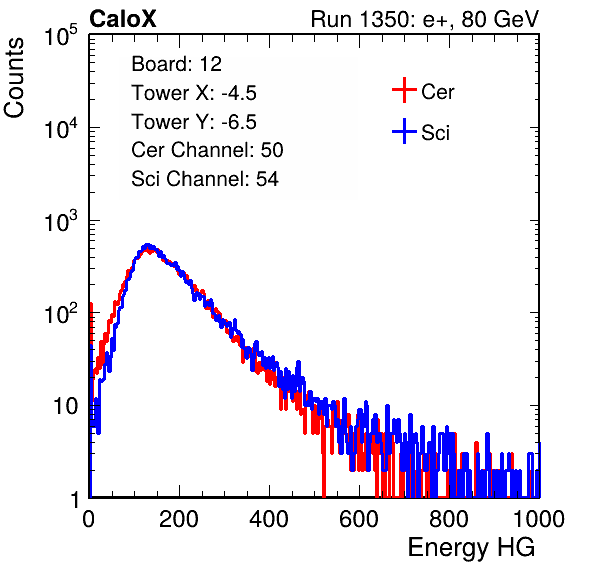 CaloX Run 1350: e+, 80 GeV
Counts
Board: 12
Tower X: -4.5
Tower Y: -6.5
Cer Channel: 50
Sci Channel: 54
Cer
Sci
10^5
10^4
10^3
10^2
10
1
0 200 400 600 800 1000
Energy HG